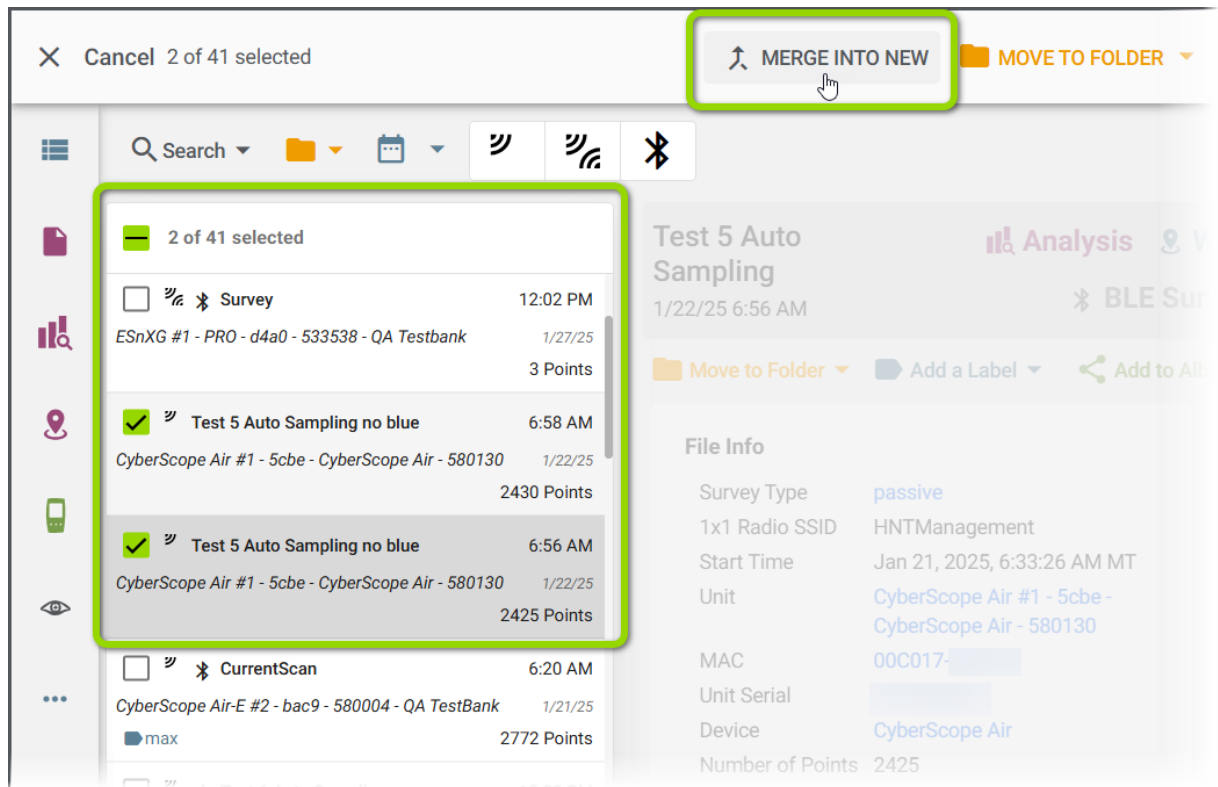 Cancel 2 of 41 selected
MERGE INTO NEW
MOVE TO FOLDER
Search
2 of 41 selected
Survey 12:02 PM
ESnXG #1 - PRO - d4a0 - 533538 - QA Testbank 1/27/25
3 Points
Test 5 Auto Sampling no blue 6:58 AM
CyberScope Air #1 - 5cbe - CyberScope Air - 580130 1/22/25
2430 Points
Test 5 Auto Sampling no blue 6:56 AM
CyberScope Air #1 - 5cbe - CyberScope Air - 580130 1/22/25
2425 Points
CurrentScan 6:20 AM
CyberScope Air-E #2 - bac9 - 580004 - QA TestBank 1/21/25
max 2772 Points
Test 5 Auto
Sampling
1/22/25 6:56 AM
Analysis
BLE Sur
Move to Folder
Add a Label
Add to Alb
File Info
Survey Type passive
1x1 Radio SSID HNTManagement
Start Time Jan 21, 2025, 6:33:26 AM MT
Unit CyberScope Air #1 - 5cbe -
CyberScope Air - 580130
MAC 00C017-
Unit Serial
Device CyberScope Air
Number of Points 2425